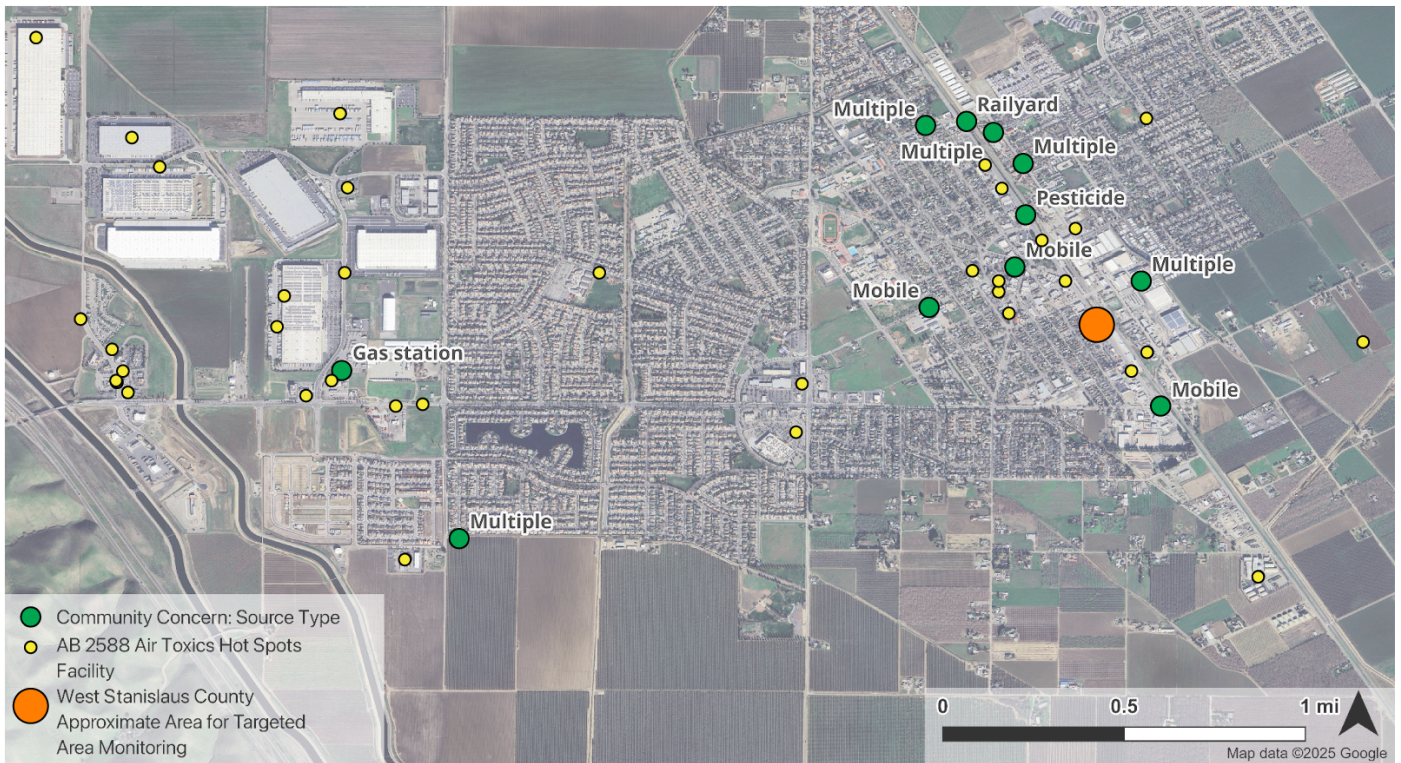 Railyard
Multiple
Multiple
Multiple
Pesticide
Mobile
Multiple
Mobile
Gas station
Mobile
Multiple
Community Concern: Source Type
AB 2588 Air Toxics Hot Spots
Facility
West Stanislaus County
Approximate Area for Targeted
Area Monitoring
0 0.5 1 mi
Map data ©2025 Google